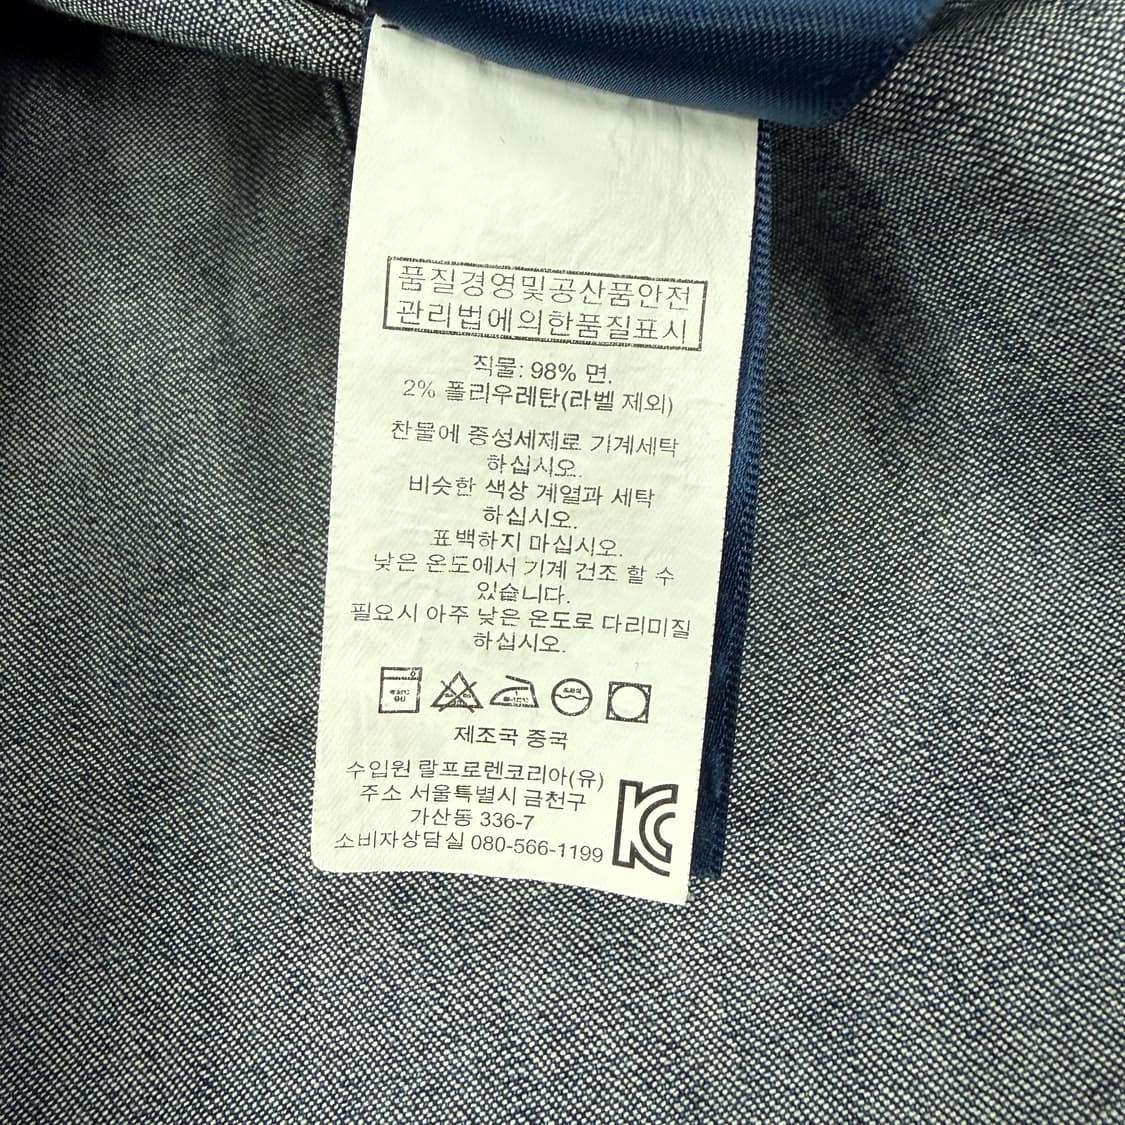 품질경영및공산품안전
관리법에의한품질표시
직물: 98% 면.
2% 폴리우레탄(라벨 제외)
찬물에 중성세제로 기계세탁
하십시오.
비슷한 색상 계열과 세탁
하십시오.
표백하지 마십시오.
낮은 온도에서 기계 건조 할 수
있습니다.
필요시 아주 낮은 온도로 다리미질
하십시오.
제조국 중국
수입원 랄프로렌코리아(유)
주소 서울특별시 금천구
가산동 336-7
소비자상담실 080-566-1199
KC